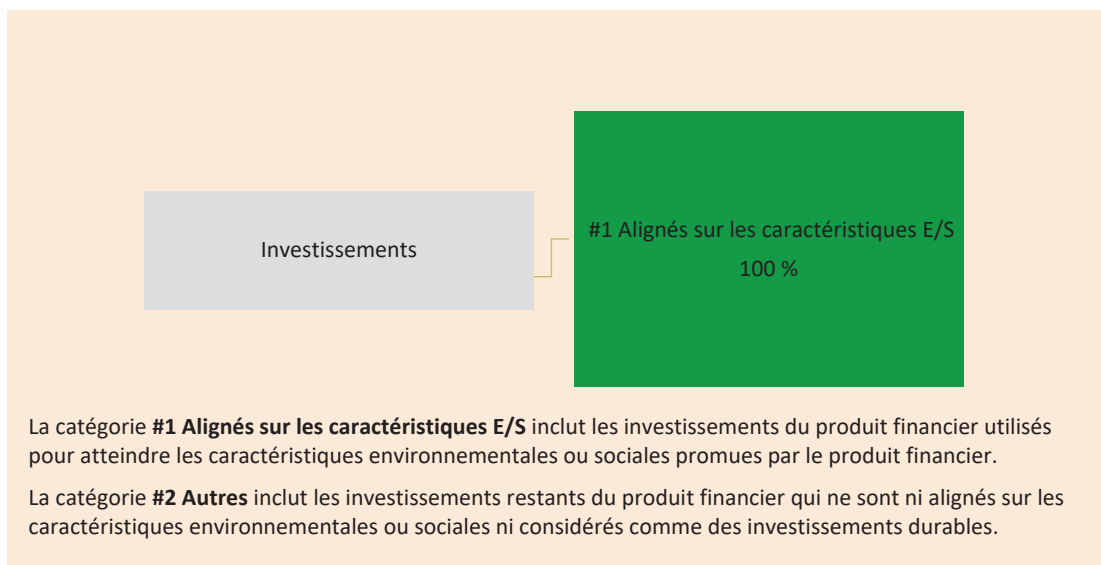 Investissements
#1 Alignés sur les caractéristiques E/S
100 %
La catégorie #1 Alignés sur les caractéristiques E/S inclut les investissements du produit financier utilisés
pour atteindre les caractéristiques environnementales ou sociales promues par le produit financier.
La catégorie #2 Autres inclut les investissements restants du produit financier qui ne sont ni alignés sur les
caractéristiques environnementales ou sociales ni considérés comme des investissements durables.